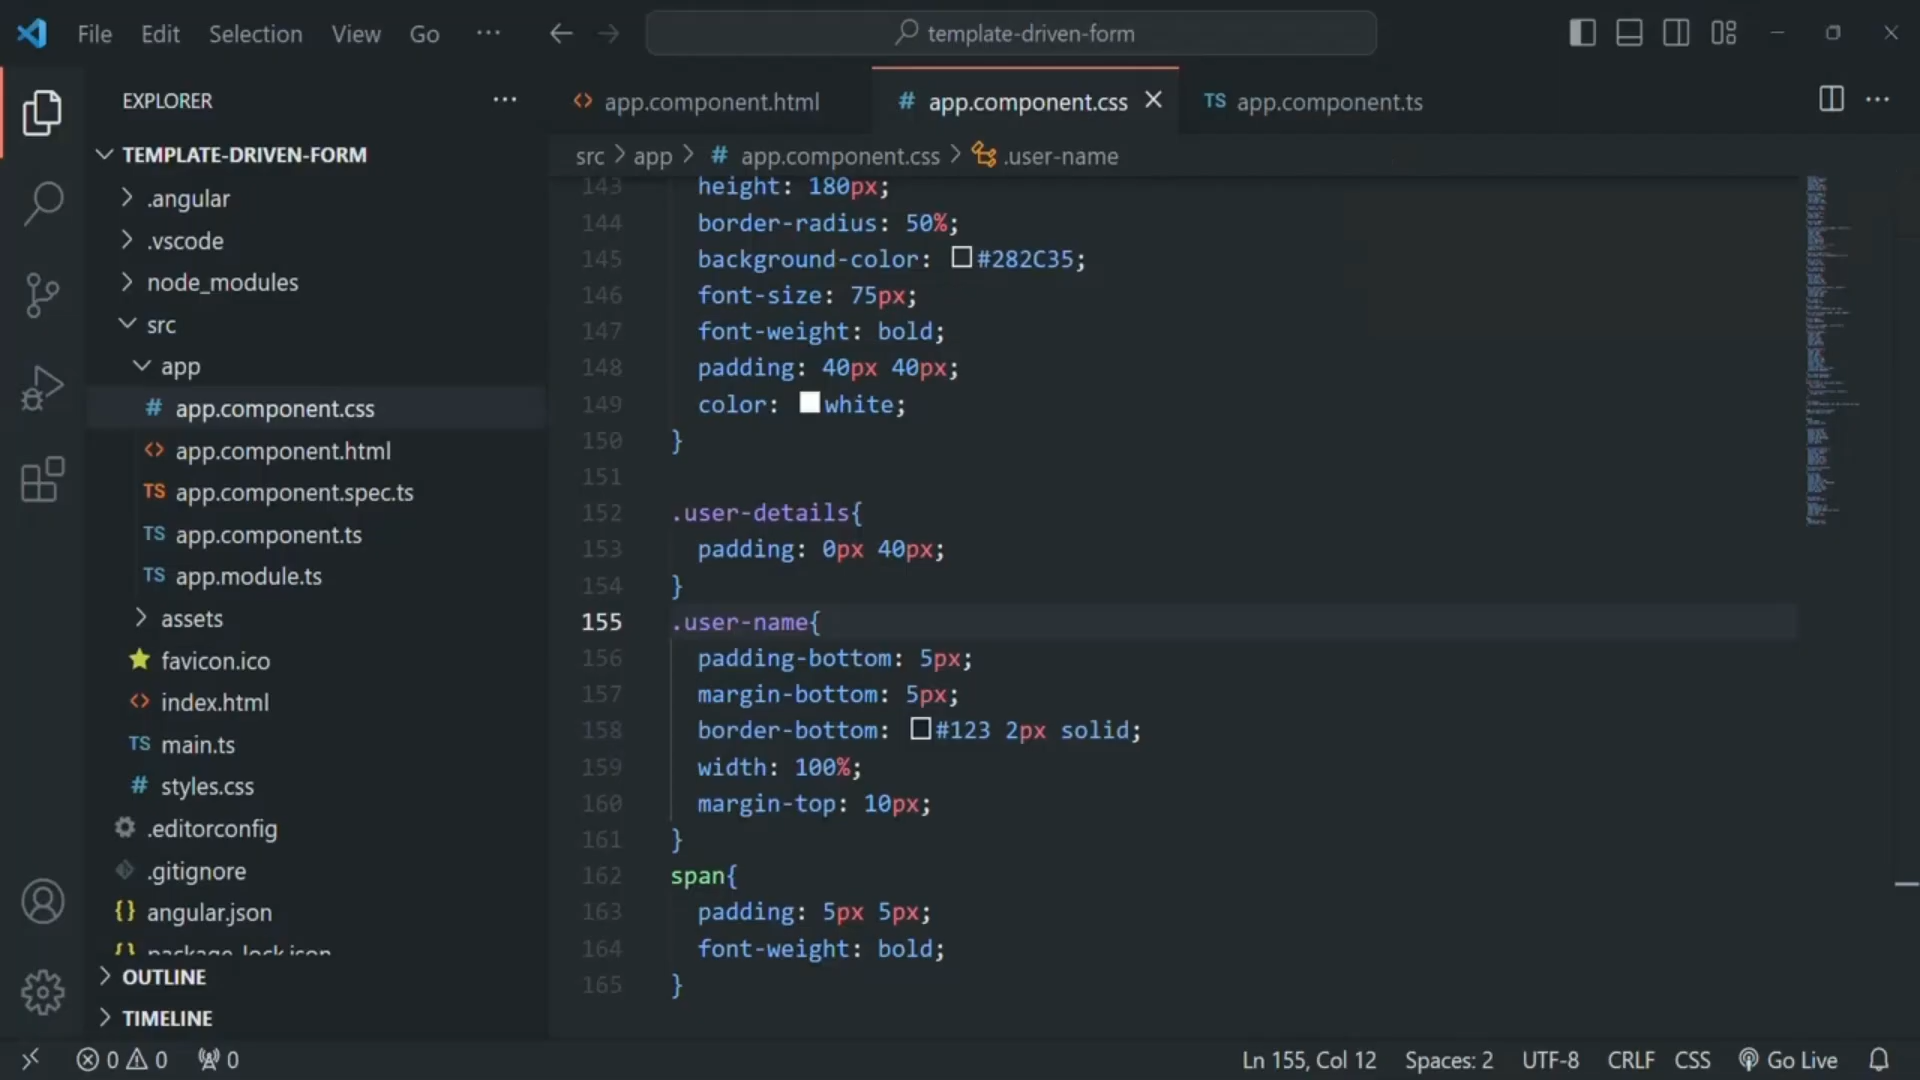 File Edit Selection View Go ··· template-driven-form
EXPLORER ···
TEMPLATE-DRIVEN-FORM
.angular
.vscode
node_modules
src
app
# app.component.css
<> app.component.html
TS app.component.spec.ts
TS app.component.ts
TS app.module.ts
assets
favicon.ico
<> index.html
TS main.ts
# styles.css
.editorconfig
.gitignore
{} angular.json
{} package-lock.json
OUTLINE
TIMELINE
<> app.component.html # app.component.css TS app.component.ts ···
src > app > # app.component.css > .user-name
143 height: 180px;
144 border-radius: 50%;
145 background-color: #282C35;
146 font-size: 75px;
147 font-weight: bold;
148 padding: 40px 40px;
149 color: white;
150 }
151
152 .user-details{
153 padding: 0px 40px;
154 }
155 .user-name{
156 padding-bottom: 5px;
157 margin-bottom: 5px;
158 border-bottom: #123 2px solid;
159 width: 100%;
160 margin-top: 10px;
161 }
162 span{
163 padding: 5px 5px;
164 font-weight: bold;
165 }
0 0 0 Ln 155, Col 12 Spaces: 2 UTF-8 CRLF CSS Go Live